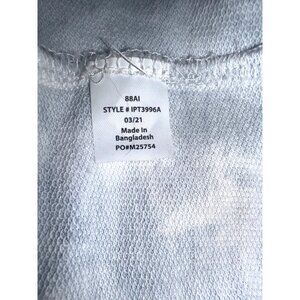 88AI
STYLE # IPT3996A
03/21
Made In
Bangladesh
PO#M25754